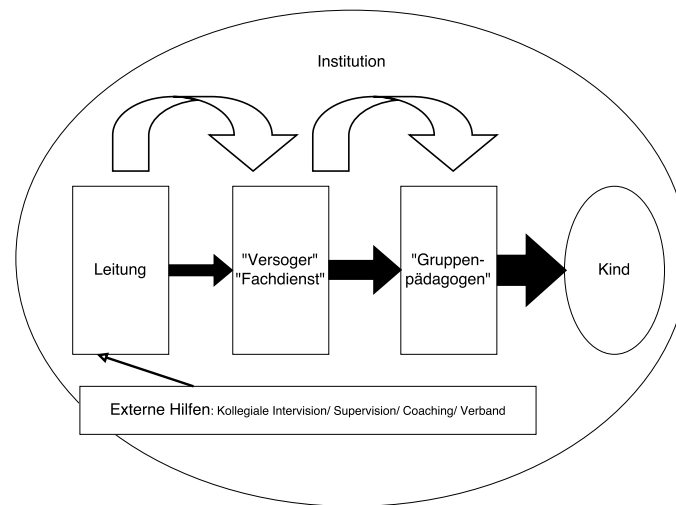 Institution
Leitung
"Versoger"
"Fachdienst"
"Gruppen-
pädagogen"
Kind
Externe Hilfen: Kollegiale Intervision/ Supervision/ Coaching/ Verband